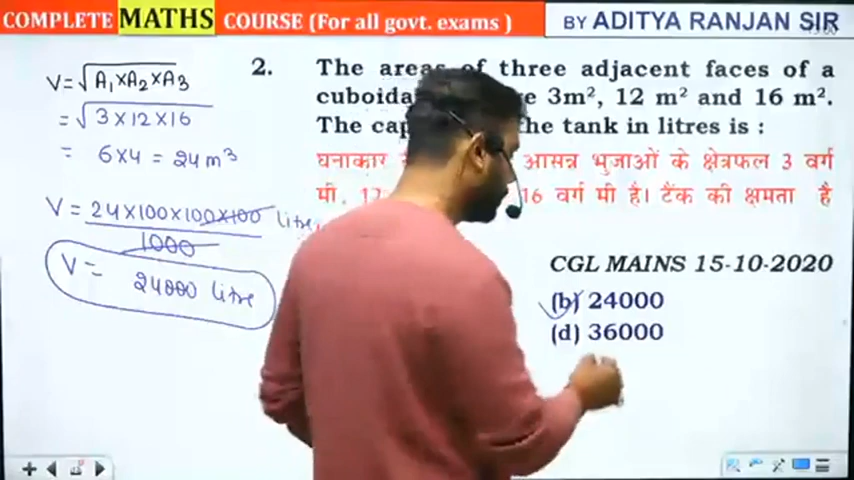 COMPLETE MATHS COURSE (For all govt. exams)
BY ADITYA RANJAN SIR
V = √A₁×A₂×A₃
= √3×12×16
= 6×4 = 24 m³
V = 24×100×100×100 litre
1000
V = 24000 litre
2. The areas of three adjacent faces of a
e 3m², 12 m² and 16 m².
The the tank in litres is :
घनाकार आसन्न भुजाओं के क्षेत्रफल 3 वर्ग
मी, 16 वर्ग मी है। टैंक की क्षमता है
CGL MAINS 15-10-2020
(b) 24000
(d) 36000